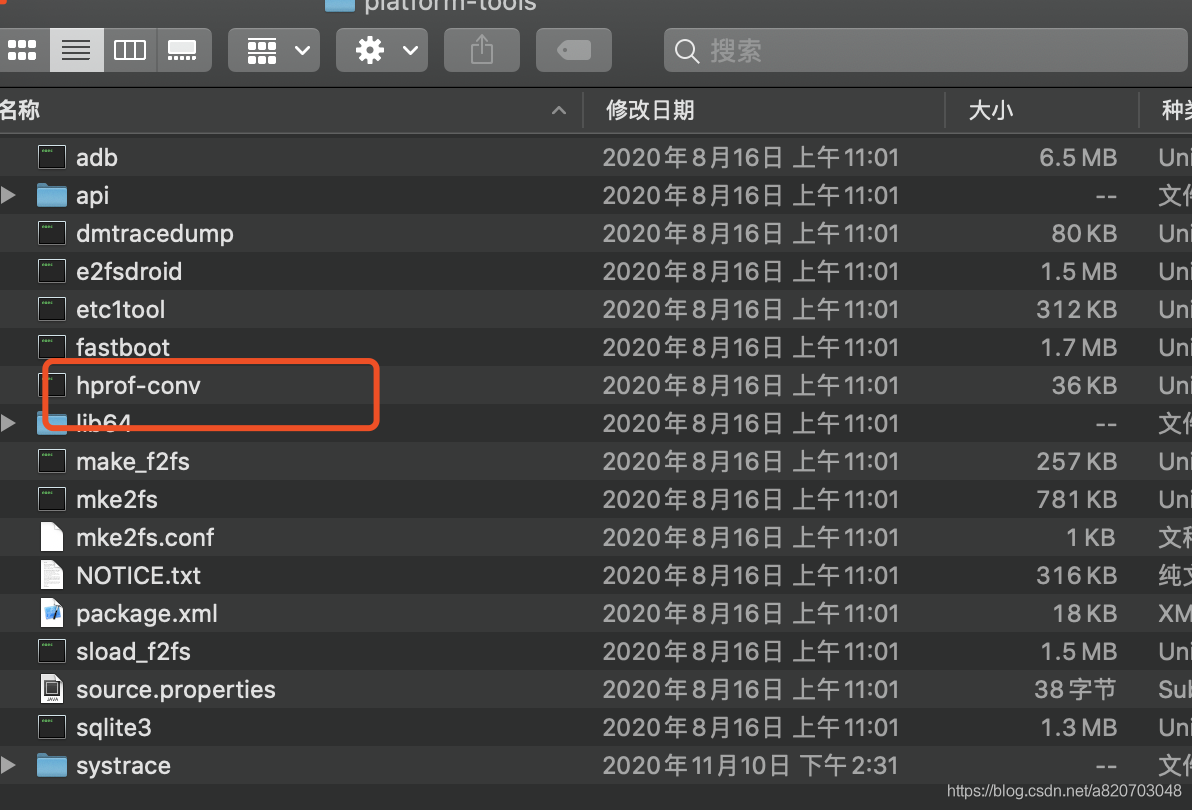 platform-tools
搜索
名称 修改日期 大小 种类
adb 2020年8月16日 上午11:01 6.5 MB Uni
api 2020年8月16日 上午11:01 -- 文件
dmtracedump 2020年8月16日 上午11:01 80 KB Uni
e2fsdroid 2020年8月16日 上午11:01 1.5 MB Uni
etc1tool 2020年8月16日 上午11:01 312 KB Uni
fastboot 2020年8月16日 上午11:01 1.7 MB Uni
hprof-conv 2020年8月16日 上午11:01 36 KB Uni
lib64 2020年8月16日 上午11:01 -- 文件
make_f2fs 2020年8月16日 上午11:01 257 KB Uni
mke2fs 2020年8月16日 上午11:01 781 KB Uni
mke2fs.conf 2020年8月16日 上午11:01 1 KB 文稿
NOTICE.txt 2020年8月16日 上午11:01 316 KB 纯文
package.xml 2020年8月16日 上午11:01 18 KB XM
sload_f2fs 2020年8月16日 上午11:01 1.5 MB Uni
source.properties 2020年8月16日 上午11:01 38 字节 Sub
sqlite3 2020年8月16日 上午11:01 1.3 MB Uni
systrace 2020年11月10日 下午2:31 -- 文件
https://blog.csdn.net/a820703048